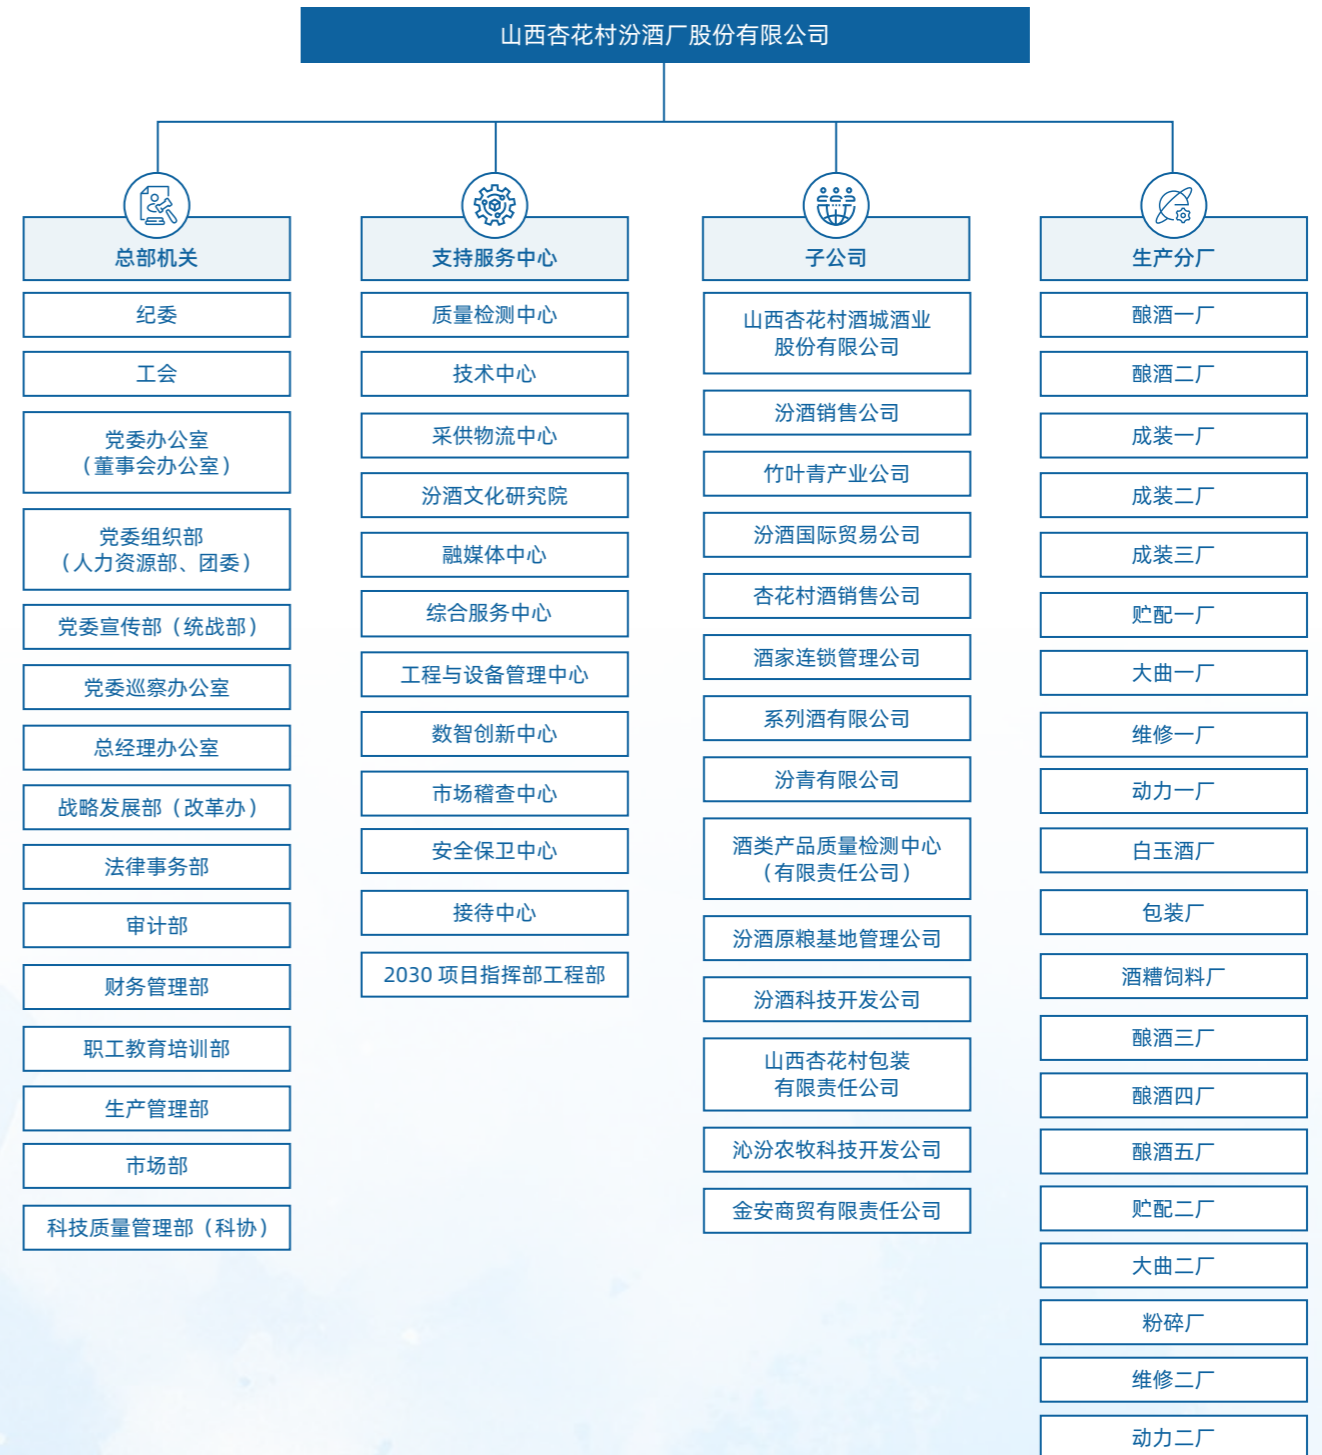 山西杏花村汾酒厂股份有限公司
总部机关
纪委
工会
党委办公室
（董事会办公室）
党委组织部
（人力资源部、团委）
党委宣传部（统战部）
党委巡察办公室
总经理办公室
战略发展部（改革办）
法律事务部
审计部
财务管理部
职工教育培训部
生产管理部
市场部
科技质量管理部（科协）
支持服务中心
质量检测中心
技术中心
采供物流中心
汾酒文化研究院
融媒体中心
综合服务中心
工程与设备管理中心
数智创新中心
市场稽查中心
安全保卫中心
接待中心
2030 项目指挥部工程部
子公司
山西杏花村酒城酒业
股份有限公司
汾酒销售公司
竹叶青产业公司
汾酒国际贸易公司
杏花村酒销售公司
酒家连锁管理公司
系列酒有限公司
汾青有限公司
酒类产品质量检测中心
（有限责任公司）
汾酒原粮基地管理公司
汾酒科技开发公司
山西杏花村包装
有限责任公司
沁汾农牧科技开发公司
金安商贸有限责任公司
生产分厂
酿酒一厂
酿酒二厂
成装一厂
成装二厂
成装三厂
贮配一厂
大曲一厂
维修一厂
动力一厂
白玉酒厂
包装厂
酒糟饲料厂
酿酒三厂
酿酒四厂
酿酒五厂
贮配二厂
大曲二厂
粉碎厂
维修二厂
动力二厂